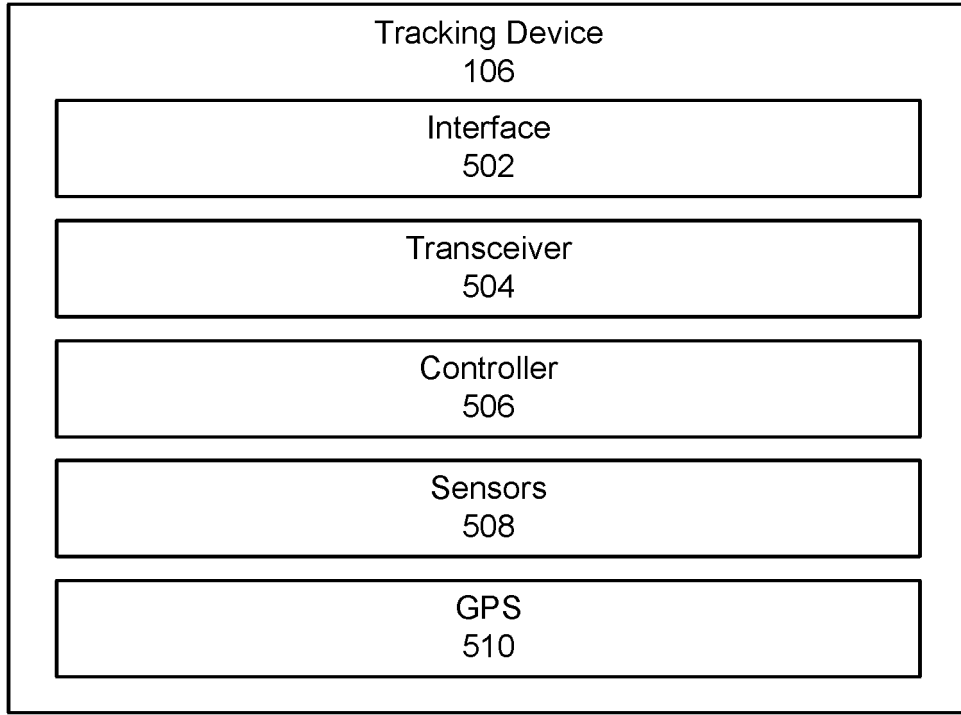 Tracking Device
106
Interface
502
Transceiver
504
Controller
506
Sensors
508
GPS
510